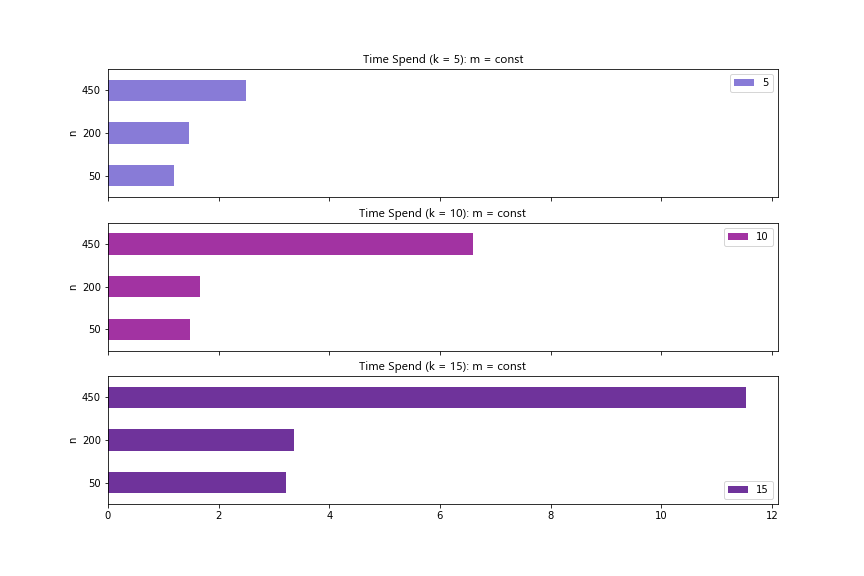 Time Spend (k = 5): m = const
5
450
200
50
n
Time Spend (k = 10): m = const
10
450
200
50
n
Time Spend (k = 15): m = const
450
200
50
n
15
0 2 4 6 8 10 12